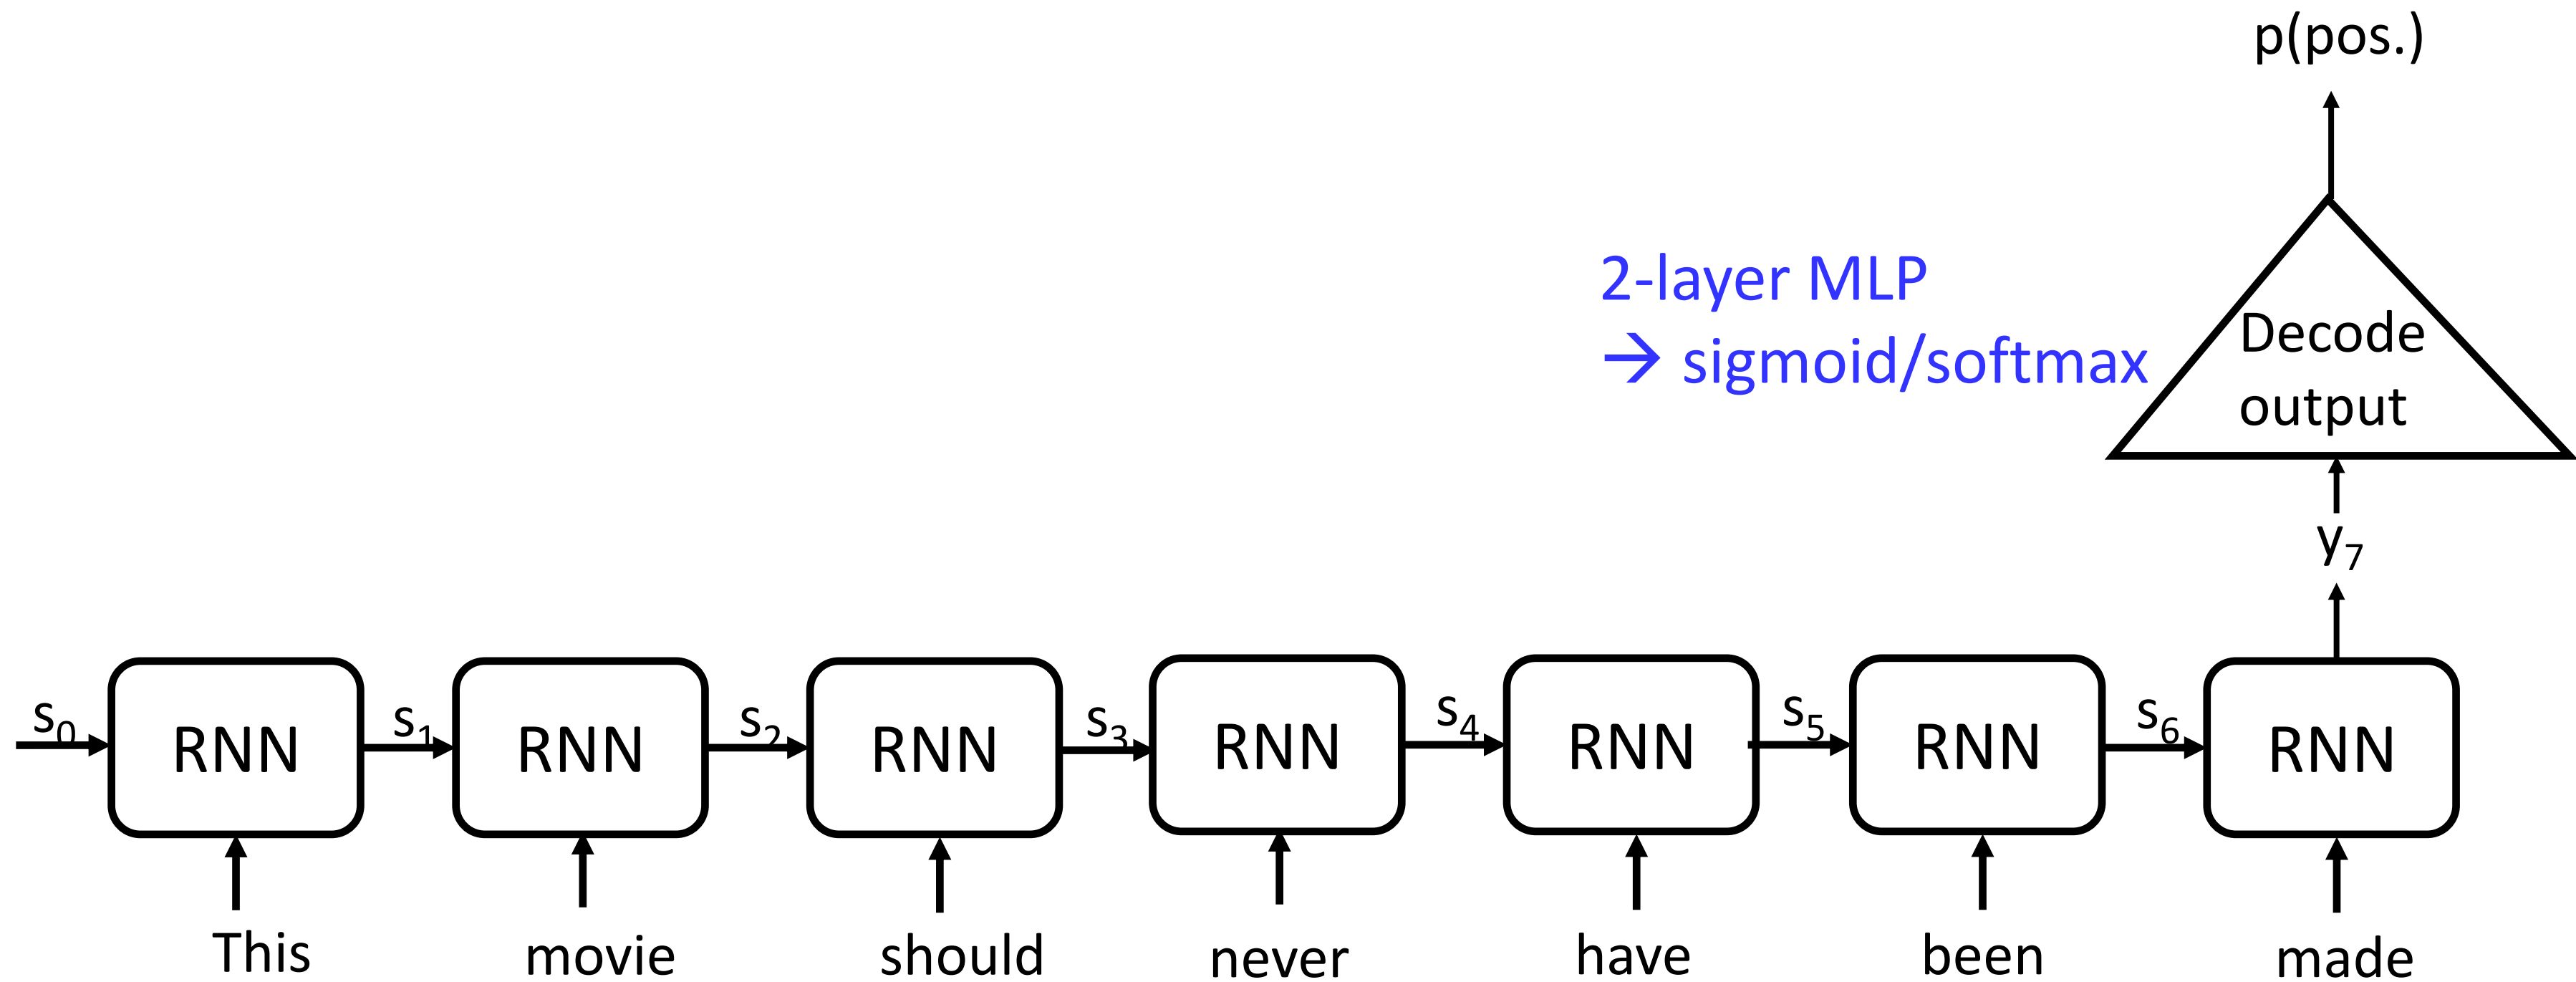 p(pos.)
2-layer MLP
→ sigmoid/softmax
Decode
output
y7
s0 RNN s1 RNN s2 RNN s3 RNN s4 RNN s5 RNN s6 RNN
This movie should never have been made